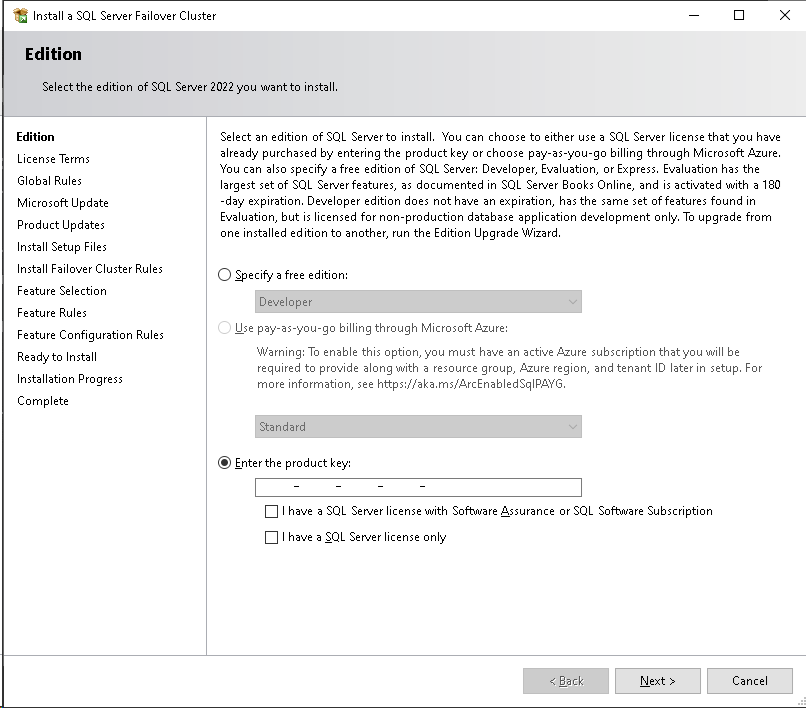 Install a SQL Server Failover Cluster
Edition
Select the edition of SQL Server 2022 you want to install.
Edition
License Terms
Global Rules
Microsoft Update
Product Updates
Install Setup Files
Install Failover Cluster Rules
Feature Selection
Feature Rules
Feature Configuration Rules
Ready to Install
Installation Progress
Complete
Select an edition of SQL Server to install.  You can choose to either use a SQL Server license that you have
already purchased by entering the product key or choose pay-as-you-go billing through Microsoft Azure.
You can also specify a free edition of SQL Server: Developer, Evaluation, or Express. Evaluation has the
largest set of SQL Server features, as documented in SQL Server Books Online, and is activated with a 180
-day expiration. Developer edition does not have an expiration, has the same set of features found in
Evaluation, but is licensed for non-production database application development only. To upgrade from
one installed edition to another, run the Edition Upgrade Wizard.
Specify a free edition:
Developer
Use pay-as-you-go billing through Microsoft Azure:
Warning: To enable this option, you must have an active Azure subscription that you will be
required to provide along with a resource group, Azure region, and tenant ID later in setup. For
more information, see https://aka.ms/ArcEnabledSqlPAYG.
Standard
Enter the product key:
– – – –
I have a SQL Server license with Software Assurance or SQL Software Subscription
I have a SQL Server license only
< Back
Next >
Cancel